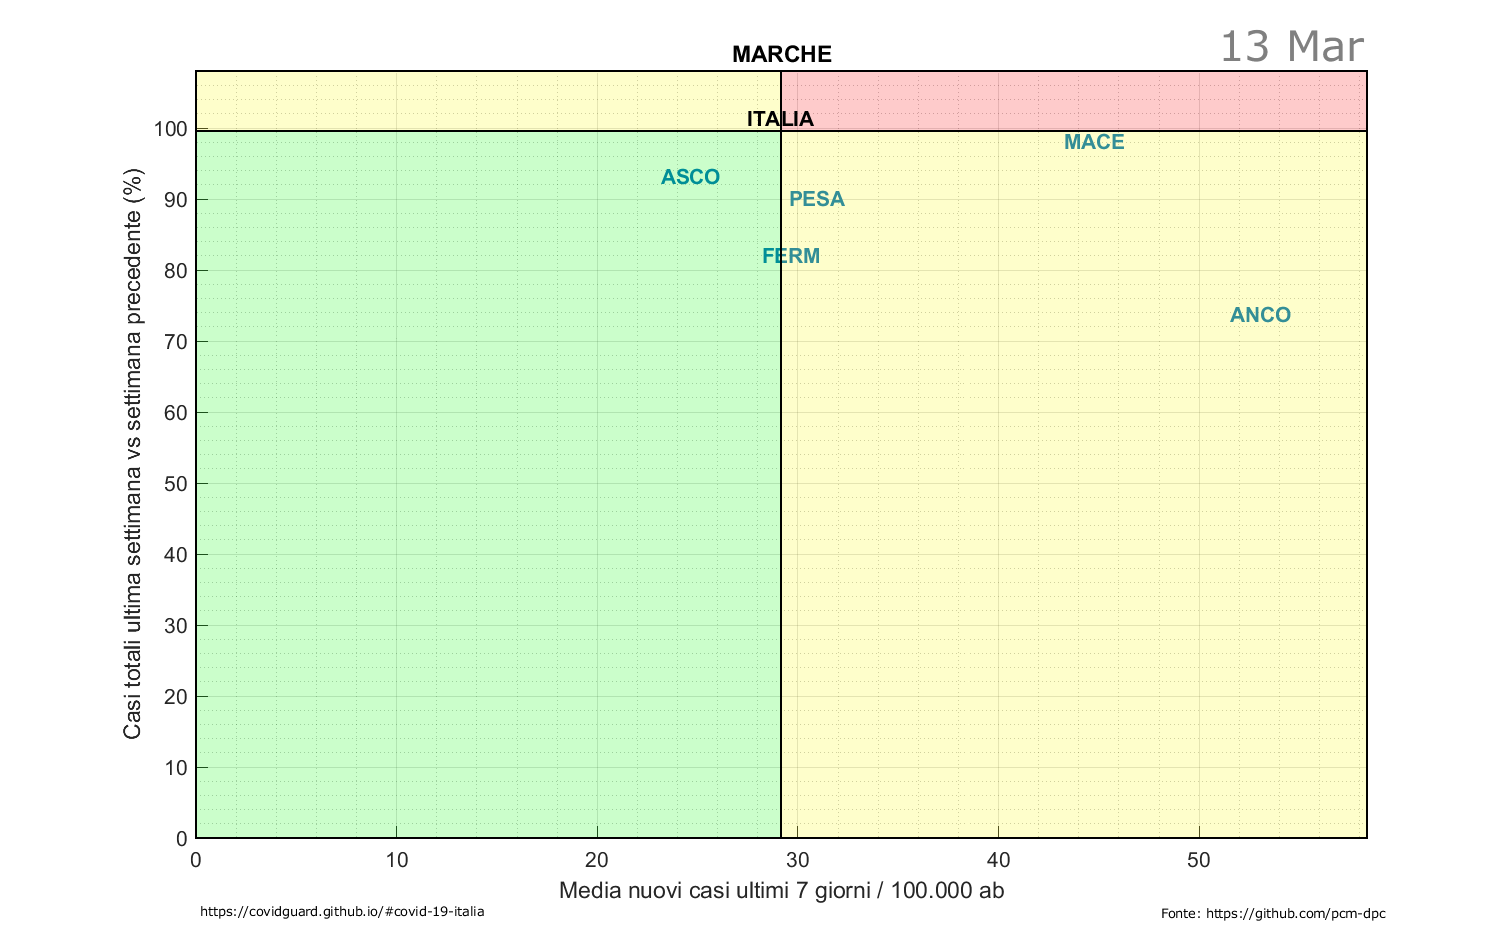 13 Mar
MARCHE
ITALIA
MACE
ASCO
PESA
FERM
ANCO
Casi totali ultima settimana vs settimana precedente (%)
100
90
80
70
60
50
40
30
20
10
0
0 10 20 30 40 50
Media nuovi casi ultimi 7 giorni / 100.000 ab
https://covidguard.github.io/#covid-19-italia
Fonte: https://github.com/pcm-dpc